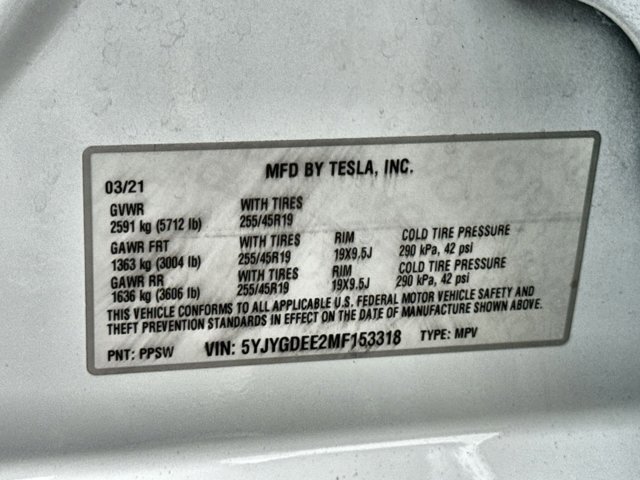 MFD BY TESLA, INC.
03/21
GVWR WITH TIRES
2591 kg (5712 lb) 255/45R19
GAWR FRT WITH TIRES RIM COLD TIRE PRESSURE
1363 kg (3004 lb) 255/45R19 19X9.5J 290 kPa, 42 psi
GAWR RR WITH TIRES RIM COLD TIRE PRESSURE
1636 kg (3606 lb) 255/45R19 19X9.5J 290 kPa, 42 psi
THIS VEHICLE CONFORMS TO ALL APPLICABLE U.S. FEDERAL MOTOR VEHICLE SAFETY AND
THEFT PREVENTION STANDARDS IN EFFECT ON THE DATE OF MANUFACTURE SHOWN ABOVE.
PNT: PPSW VIN: 5YJYGDEE2MF153318 TYPE: MPV